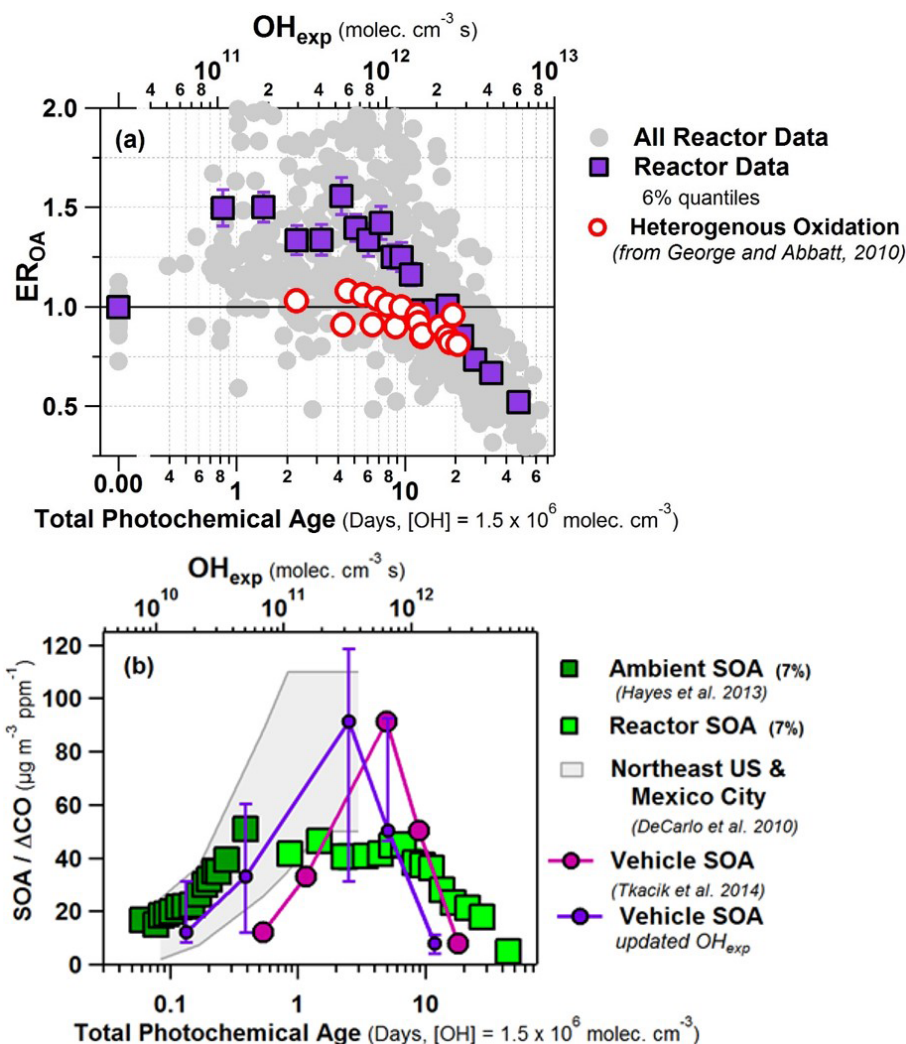 OHexp (molec. cm-3 s)
10^11 10^12 10^13
4 6 8 2 4 6 8 2 4 6
(a)
2.0
1.5
1.0
0.5
ER_OA
0.00
4 6 8 1 2 4 6 8 10 2 4 6
Total Photochemical Age (Days, [OH] = 1.5 x 10^6 molec. cm^-3)
All Reactor Data
Reactor Data
6% quantiles
Heterogenous Oxidation
(from George and Abbatt, 2010)
OHexp (molec. cm-3 s)
10^10 10^11 10^12
(b)
120
100
80
60
40
20
0
SOA / ΔCO (µg m^-3 ppm^-1)
0.1 1 10
Total Photochemical Age (Days, [OH] = 1.5 x 10^6 molec. cm^-3)
Ambient SOA (7%)
(Hayes et al. 2013)
Reactor SOA (7%)
Northeast US &
Mexico City
(DeCarlo et al. 2010)
Vehicle SOA
(Tkacik et al. 2014)
Vehicle SOA
updated OHexp